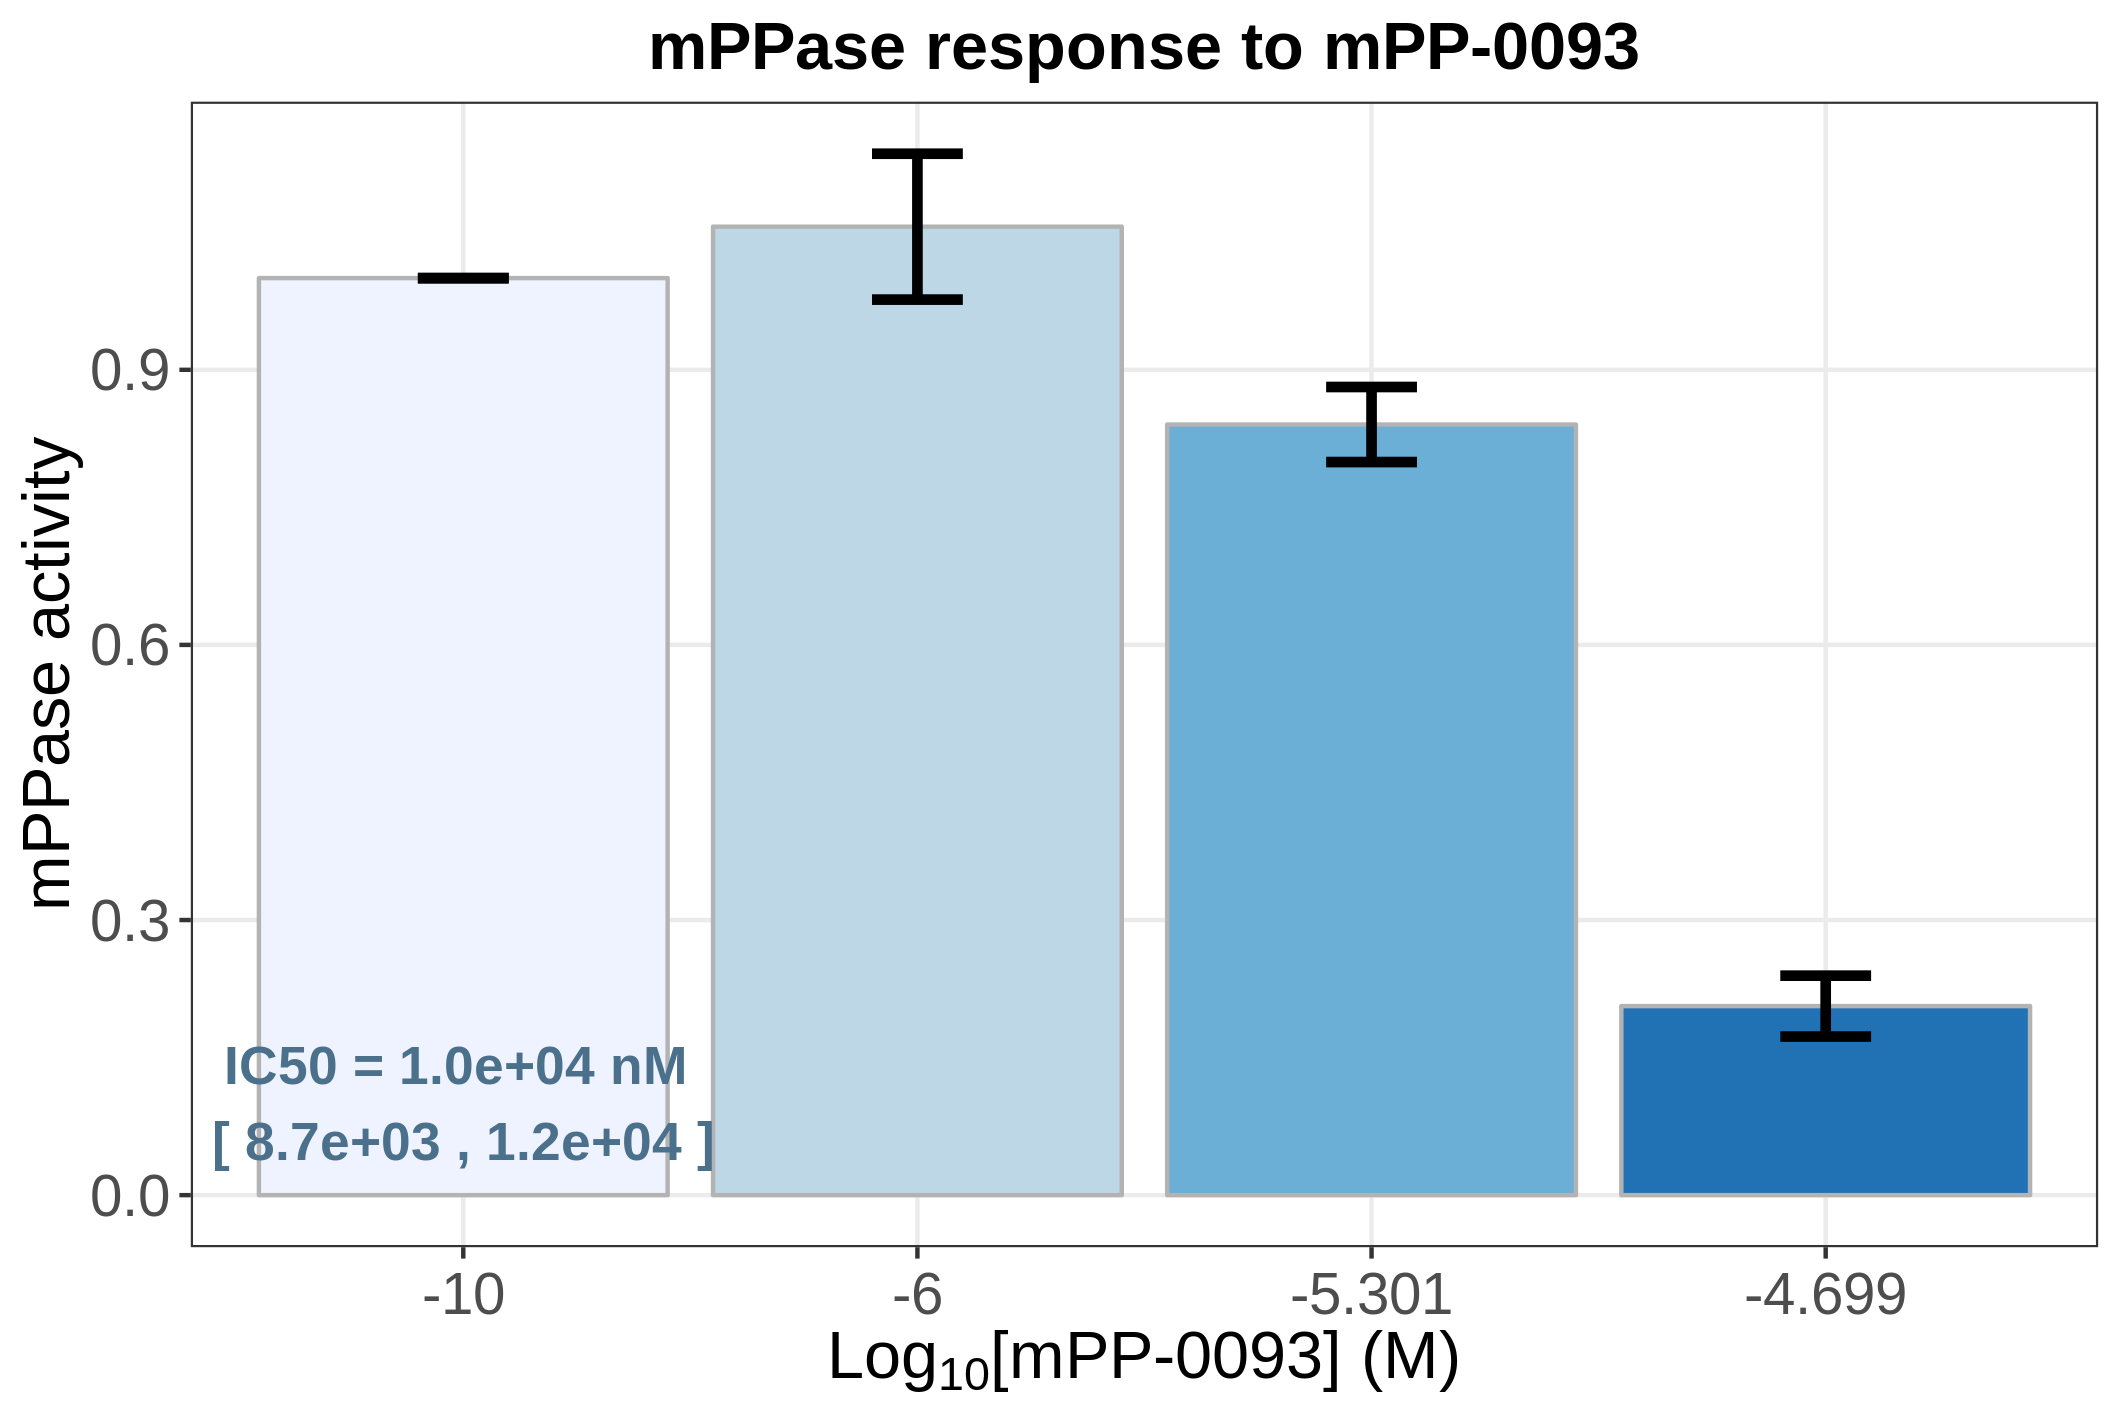 mPPase response to mPP-0093
mPPase activity
0.9
0.6
0.3
0.0
IC50 = 1.0e+04 nM
[ 8.7e+03 , 1.2e+04 ]
-10
-6
-5.301
-4.699
Log10[mPP-0093] (M)